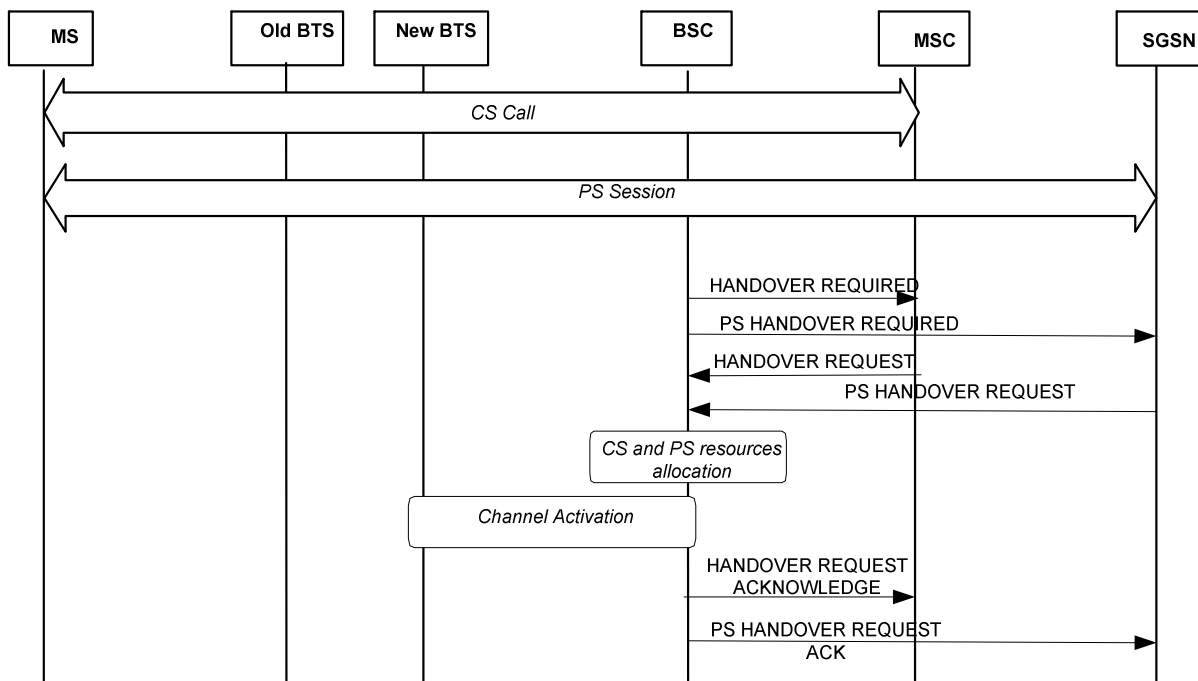 MS
Old BTS
New BTS
BSC
MSC
SGSN
CS Call
PS Session
HANDOVER REQUIRED
PS HANDOVER REQUIRED
HANDOVER REQUEST
PS HANDOVER REQUEST
CS and PS resources
allocation
Channel Activation
HANDOVER REQUEST
ACKNOWLEDGE
PS HANDOVER REQUEST
ACK